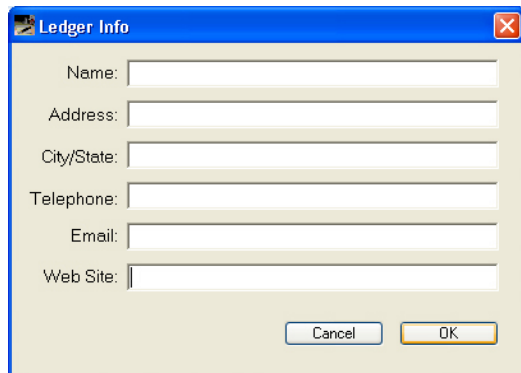 Ledger Info
Name:
Address:
City/State:
Telephone:
Email:
Web Site:
Cancel OK